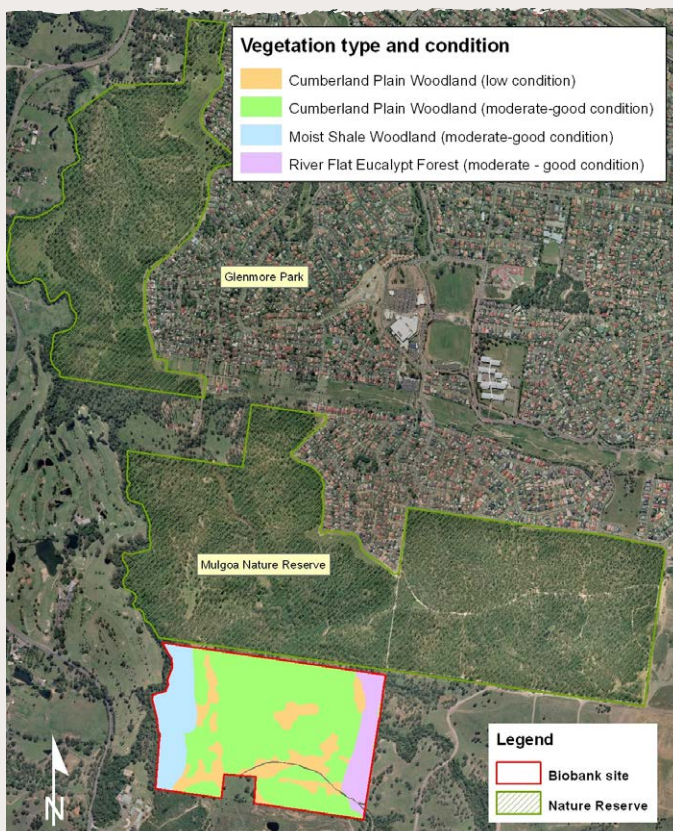 Vegetation type and condition
Cumberland Plain Woodland (low condition)
Cumberland Plain Woodland (moderate-good condition)
Moist Shale Woodland (moderate-good condition)
River Flat Eucalypt Forest (moderate - good condition)
Glenmore Park
Mulgoa Nature Reserve
Legend
Biobank site
Nature Reserve
N